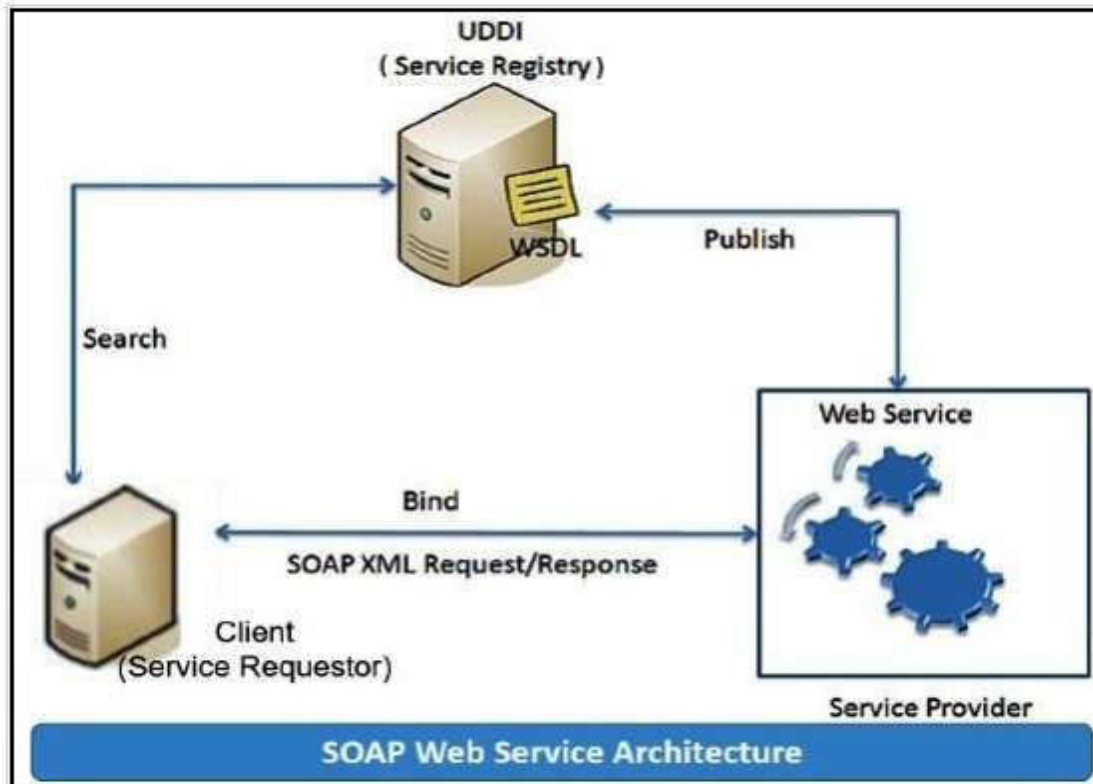 UDDI
( Service Registry )
WSDL
Publish
Search
Web Service
Bind
SOAP XML Request/Response
Client
(Service Requestor)
Service Provider
SOAP Web Service Architecture